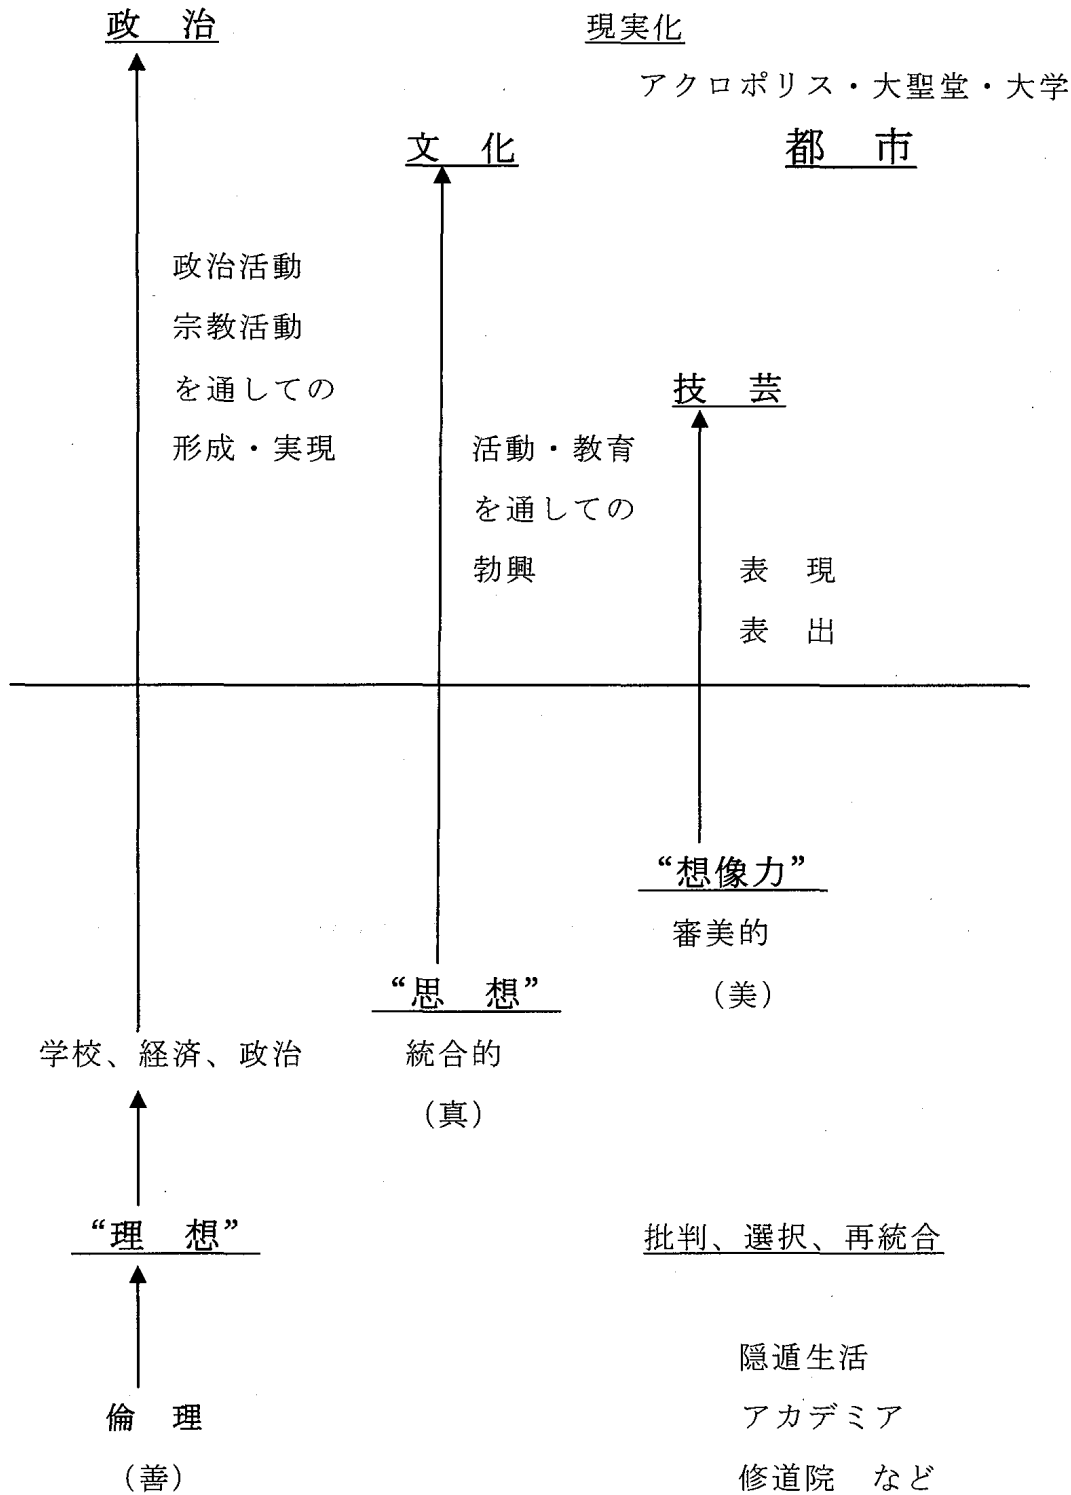 政　治
現実化
アクロポリス・大聖堂・大学
文　化
都　市
政治活動
宗教活動
を通しての
形成・実現
技　芸
活動・教育
を通しての
勃興
表　現
表　出
“想像力”
審美的
（美）
“思　想”
統合的
（真）
学校、経済、政治
“理　想”
批判、選択、再統合
隠遁生活
アカデミア
修道院　など
倫　理
（善）